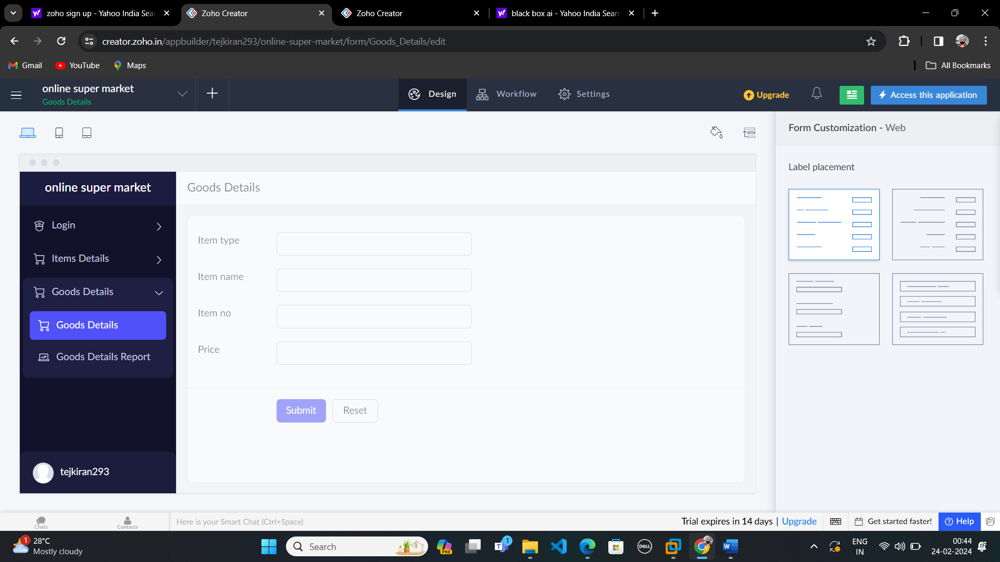 zoho sign up - Yahoo India Sear
Zoho Creator
Zoho Creator
black box ai - Yahoo India Searc
creator.zoho.in/appbuilder/tejkiran293/online-super-market/form/Goods_Details/edit
Gmail
YouTube
Maps
All Bookmarks
online super market
Goods Details
Design
Workflow
Settings
Upgrade
Access this application
Form Customization - Web
Label placement
online super market
Login
Items Details
Goods Details
Goods Details
Goods Details Report
tejkiran293
Goods Details
Item type
Item name
Item no
Price
Submit
Reset
Chats
Contacts
Here is your Smart Chat (Ctrl+Space)
Trial expires in 14 days | Upgrade
Get started faster!
Help
1
28°C
Mostly cloudy
Search
PRE
1
DELL
ENG
IN
00:44
24-02-2024